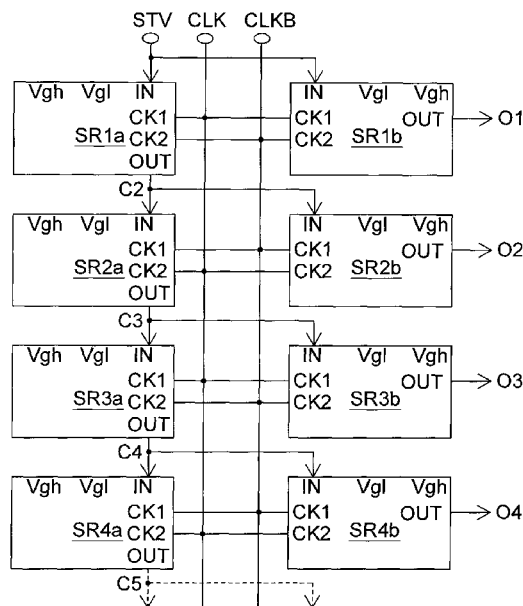 STV CLK CLKB
Vgh Vgl IN
CK1
SR1a CK2
OUT
IN Vgl Vgh
CK1 OUT
CK2 SR1b
O1
C2
Vgh Vgl IN
CK1
SR2a CK2
OUT
IN Vgl Vgh
CK1 OUT
CK2 SR2b
O2
C3
Vgh Vgl IN
CK1
SR3a CK2
OUT
IN Vgl Vgh
CK1 OUT
CK2 SR3b
O3
C4
Vgh Vgl IN
CK1
SR4a CK2
OUT
IN Vgl Vgh
CK1 OUT
CK2 SR4b
O4
C5